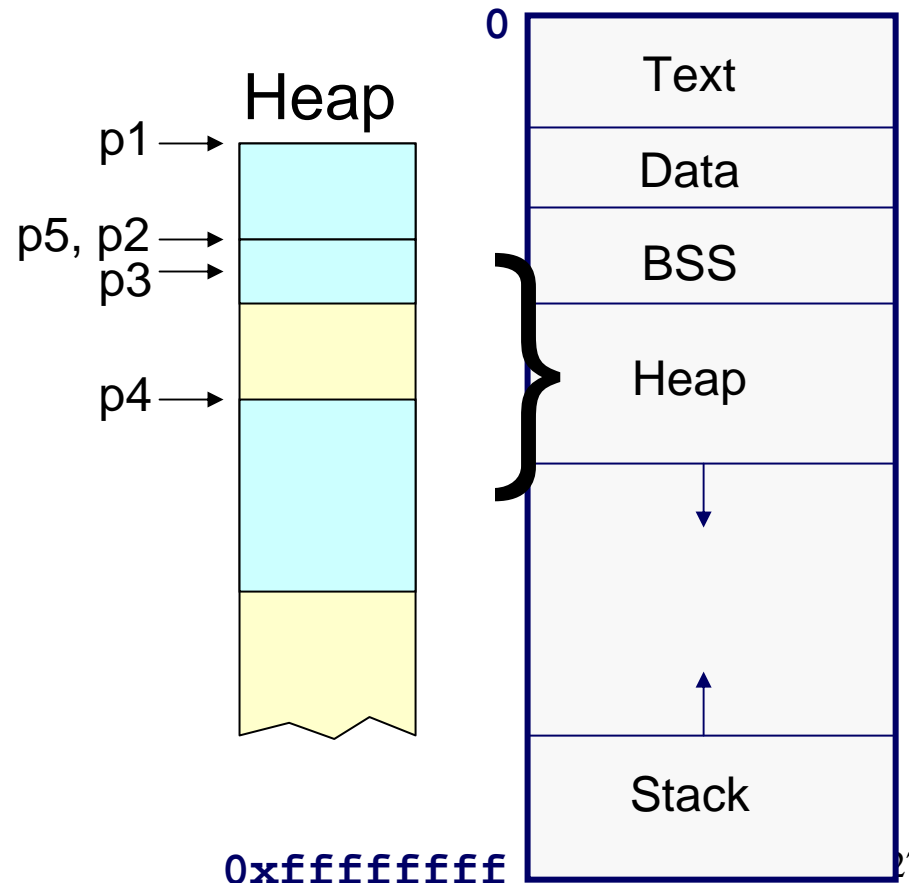 Heap
p1
p5, p2
p3
p4
0
Text
Data
BSS
Heap
Stack
0xffffffff